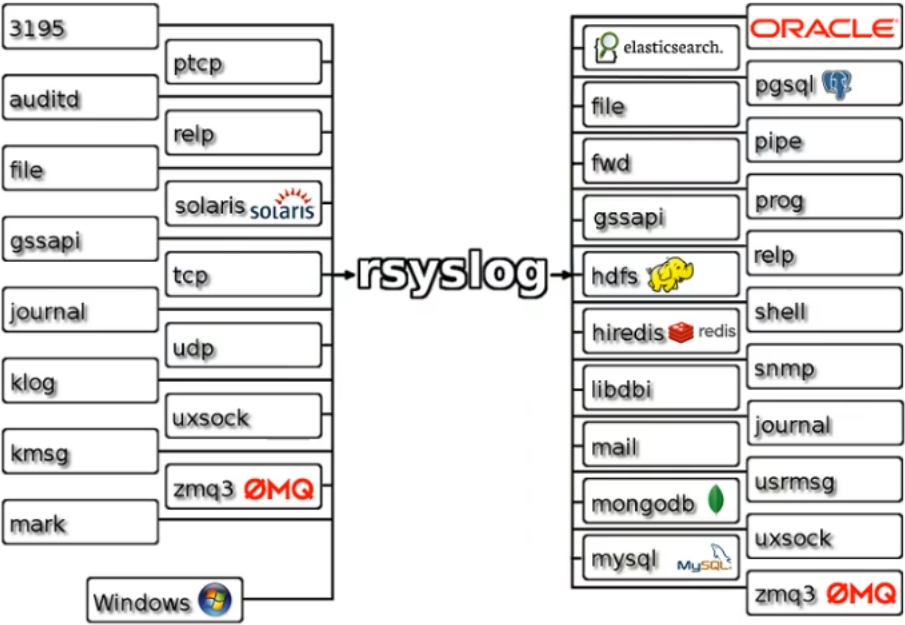 3195
ptcp
auditd
relp
file
solaris solaris
gssapi
tcp
journal
udp
klog
uxsock
kmsg
zmq3 ØMQ
mark
Windows
rsyslog
ORACLE
elasticsearch.
pgsql
file
pipe
fwd
prog
gssapi
relp
hdfs
shell
hiredis redis
snmp
libdbi
journal
mail
usrmsg
mongodb
uxsock
mysql MySQL
zmq3 ØMQ